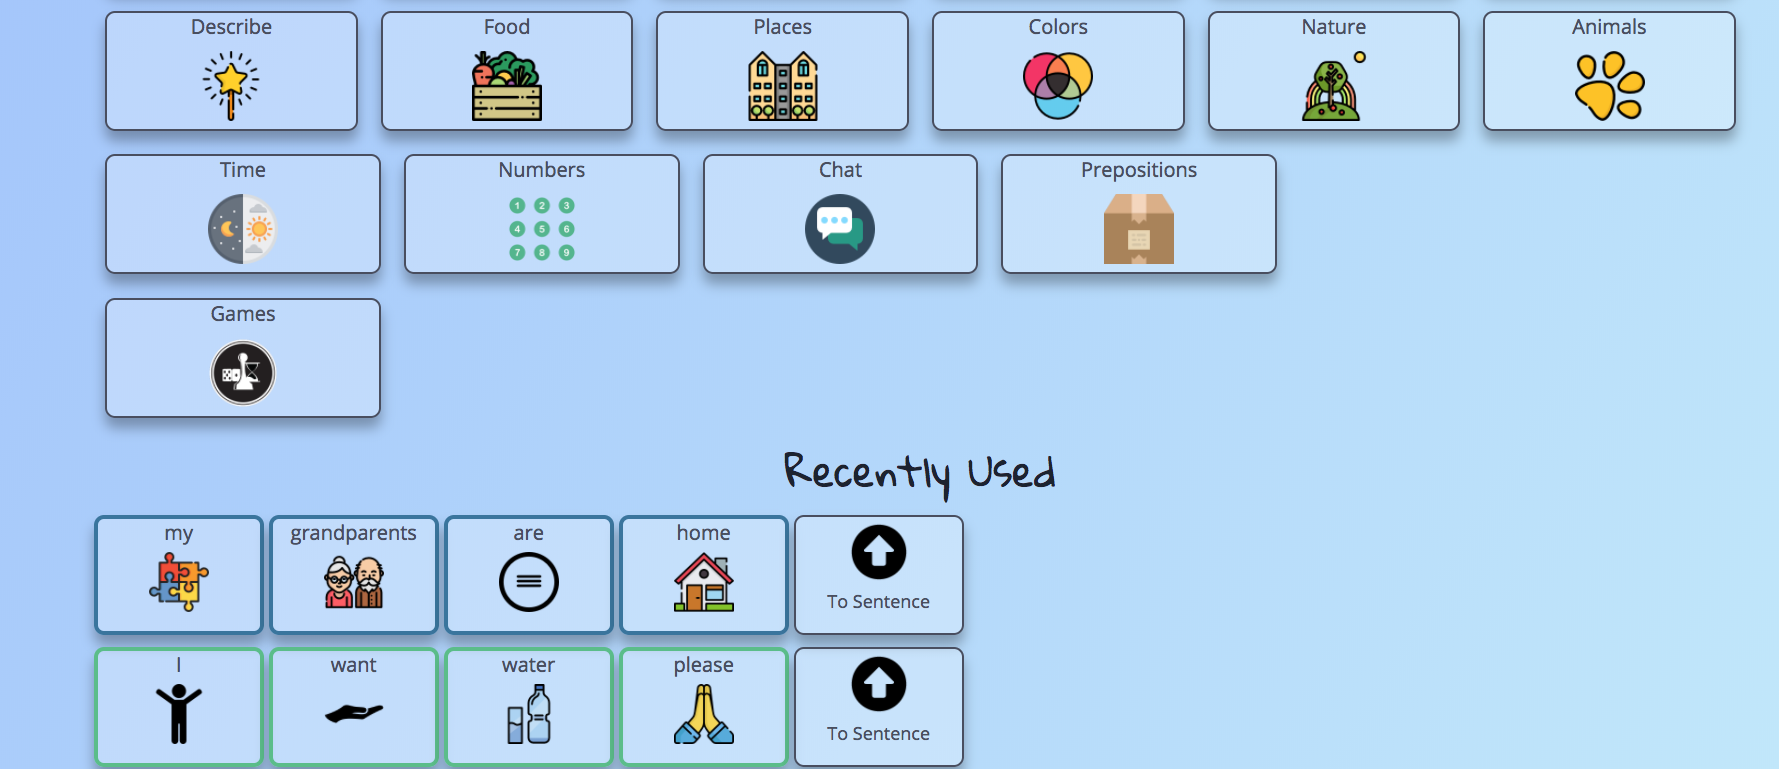 Describe Food Places Colors Nature Animals
Time Numbers Chat Prepositions
1 2 3
4 5 6
7 8 9
Games
Recently Used
my grandparents are home
To Sentence
I want water please
To Sentence